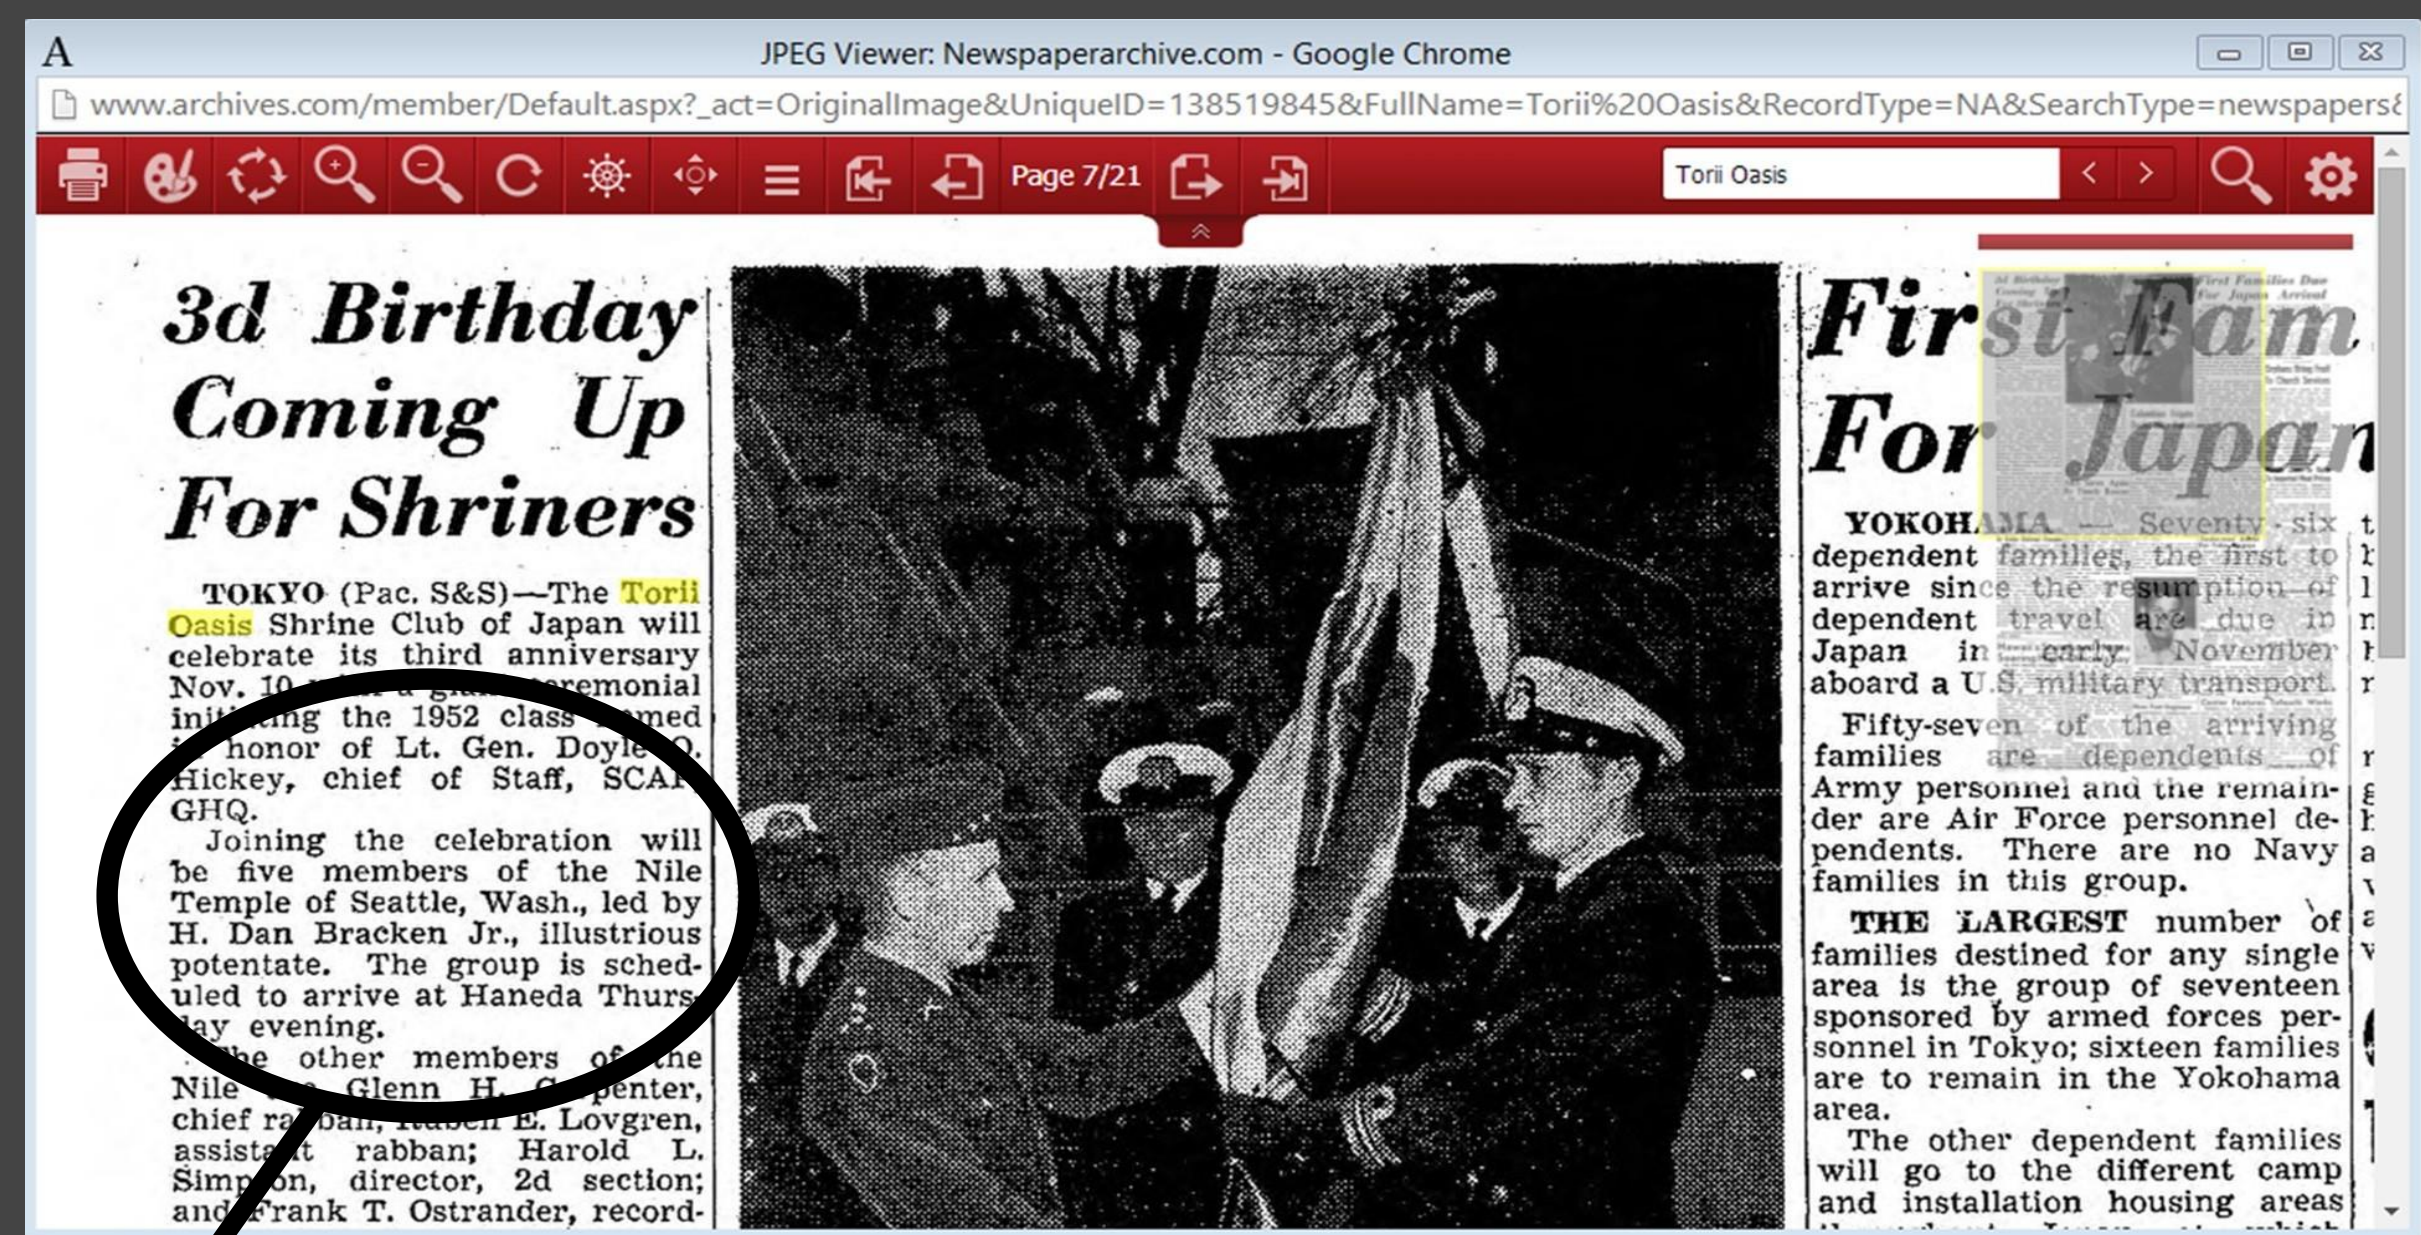 A
JPEG Viewer: Newspaperarchive.com - Google Chrome
www.archives.com/member/Default.aspx?_act=OriginalImage&UniqueID=138519845&FullName=Torii%20Oasis&RecordType=NA&SearchType=newspapers&
Page 7/21
Torii Oasis
3d Birthday
Coming Up
For Shriners
TOKYO (Pac. S&S)—The Torii
Oasis Shrine Club of Japan will
celebrate its third anniversary
Nov. 10 with a ceremonial
initiating the 1952 class named
in honor of Lt. Gen. Doyle O.
Hickey, chief of Staff, SCAP,
GHQ.
Joining the celebration will
be five members of the Nile
Temple of Seattle, Wash., led by
H. Dan Bracken Jr., illustrious
potentate. The group is sched-
uled to arrive at Haneda Thurs-
day evening.
The other members of the
Nile Glenn H. Carpenter,
chief rabban; Ruben E. Lovgren,
assistant rabban; Harold L.
Simpson, director, 2d section;
and Frank T. Ostrander, record-
First Fam
For Japan
YOKOHAMA — Seventy-six
dependent families, the first to
arrive since the resumption of
dependent travel are due in
Japan in early November
aboard a U.S. military transport.
Fifty-seven of the arriving
families are dependents of
Army personnel and the remain-
der are Air Force personnel de-
pendents. There are no Navy
families in this group.
THE LARGEST number of
families destined for any single
area is the group of seventeen
sponsored by armed forces per-
sonnel in Tokyo; sixteen families
are to remain in the Yokohama
area.
The other dependent families
will go to the different camp
and installation housing areas